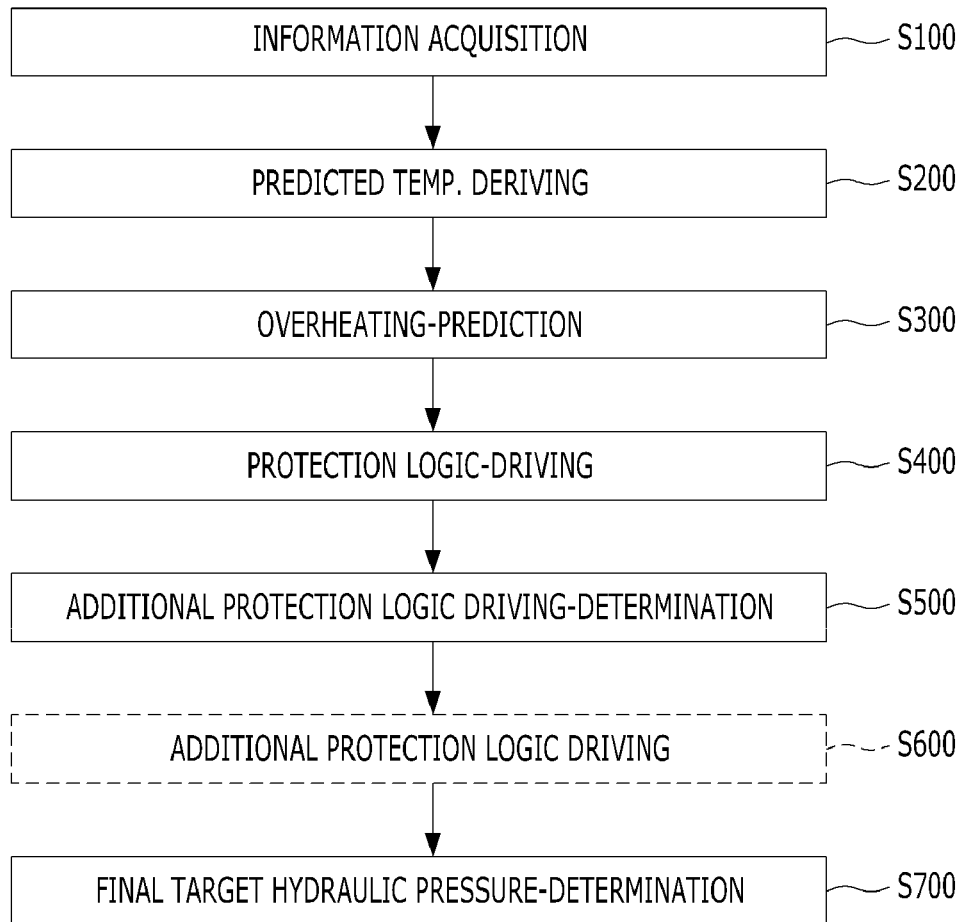 INFORMATION ACQUISITION S100
PREDICTED TEMP. DERIVING S200
OVERHEATING-PREDICTION S300
PROTECTION LOGIC-DRIVING S400
ADDITIONAL PROTECTION LOGIC DRIVING-DETERMINATION S500
ADDITIONAL PROTECTION LOGIC DRIVING S600
FINAL TARGET HYDRAULIC PRESSURE-DETERMINATION S700